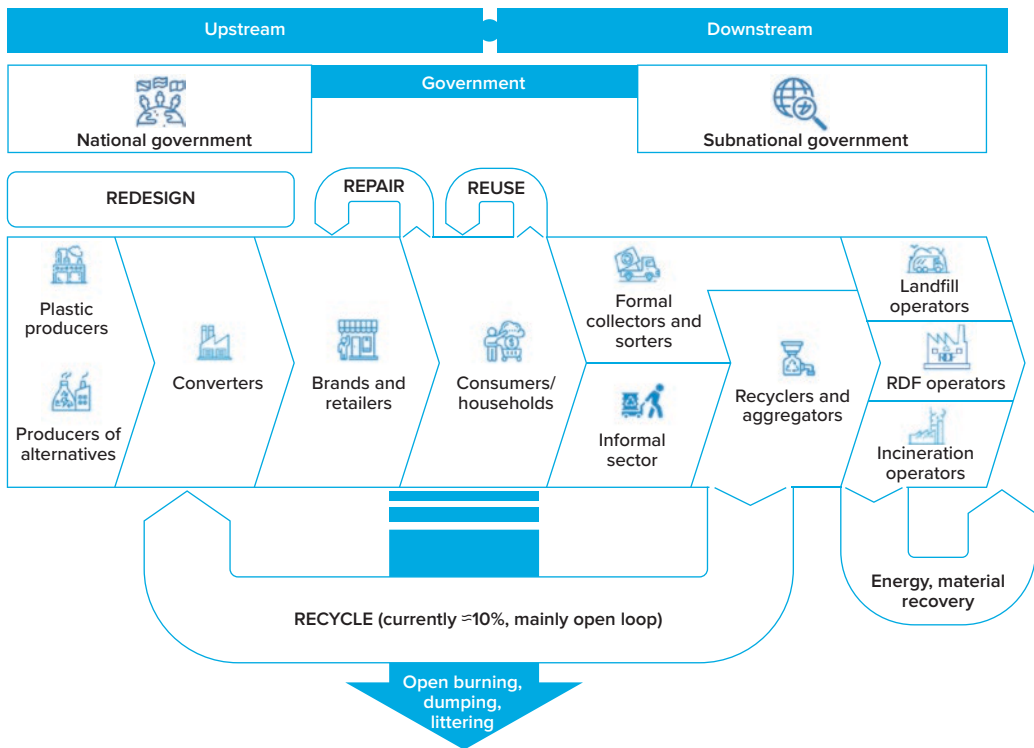 Upstream
Downstream
Government
National government
Subnational government
REDESIGN
REPAIR
REUSE
Plastic
producers
Producers of
alternatives
Converters
Brands and
retailers
Consumers/
households
Formal
collectors and
sorters
Informal
sector
Recyclers and
aggregators
Landfill
operators
RDF
RDF operators
Incineration
operators
Energy, material
recovery
RECYCLE (currently ≂10%, mainly open loop)
Open burning,
dumping,
littering